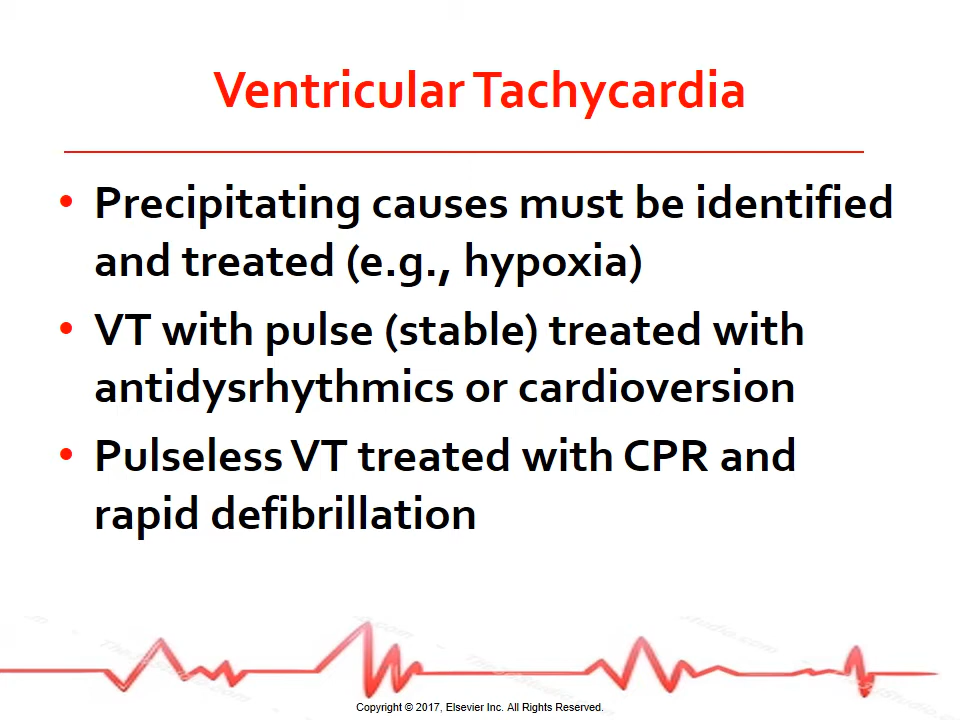 Ventricular Tachycardia
• Precipitating causes must be identified
and treated (e.g., hypoxia)
• VT with pulse (stable) treated with
antidysrhythmics or cardioversion
• Pulseless VT treated with CPR and
rapid defibrillation
Copyright © 2017, Elsevier Inc. All Rights Reserved.